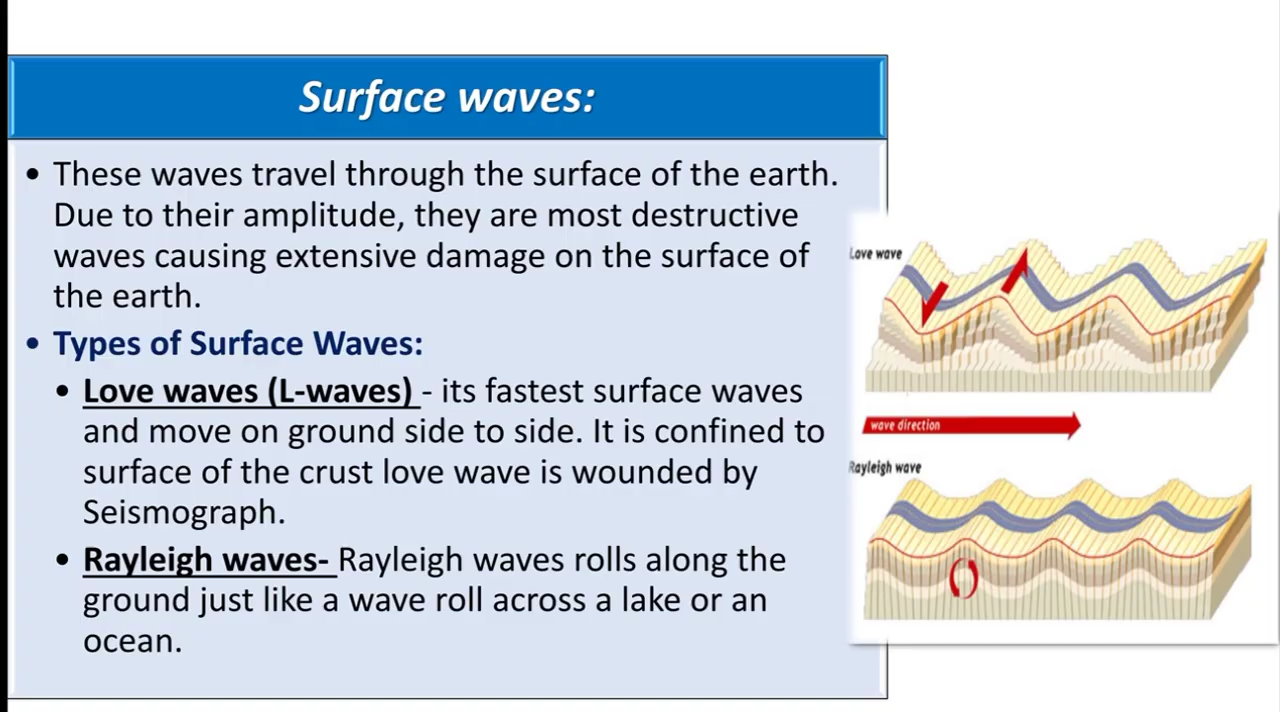 Surface waves:
• These waves travel through the surface of the earth.
Due to their amplitude, they are most destructive
waves causing extensive damage on the surface of
the earth.
• Types of Surface Waves:
• Love waves (L-waves) - its fastest surface waves
and move on ground side to side. It is confined to
surface of the crust love wave is wounded by
Seismograph.
• Rayleigh waves- Rayleigh waves rolls along the
ground just like a wave roll across a lake or an
ocean.
Love wave
wave direction
Rayleigh wave